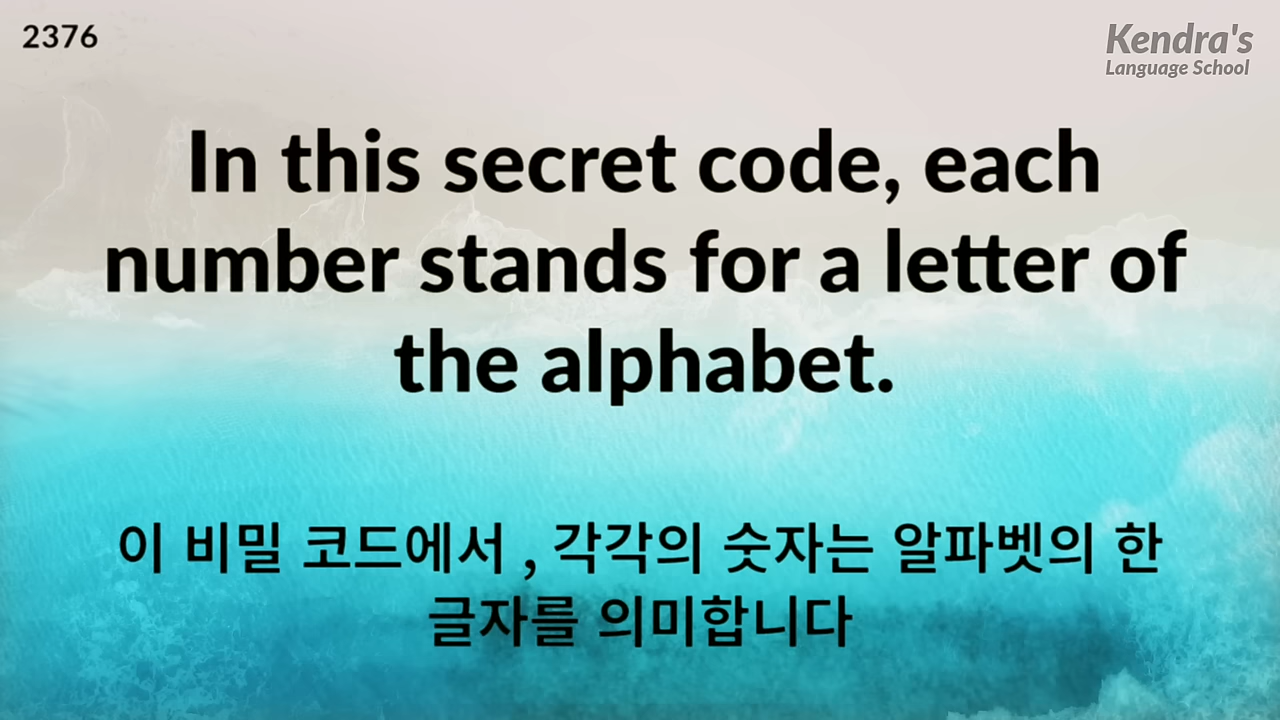 2376
Kendra's
Language School
In this secret code, each
number stands for a letter of
the alphabet.
이 비밀 코드에서 , 각각의 숫자는 알파벳의 한
글자를 의미합니다